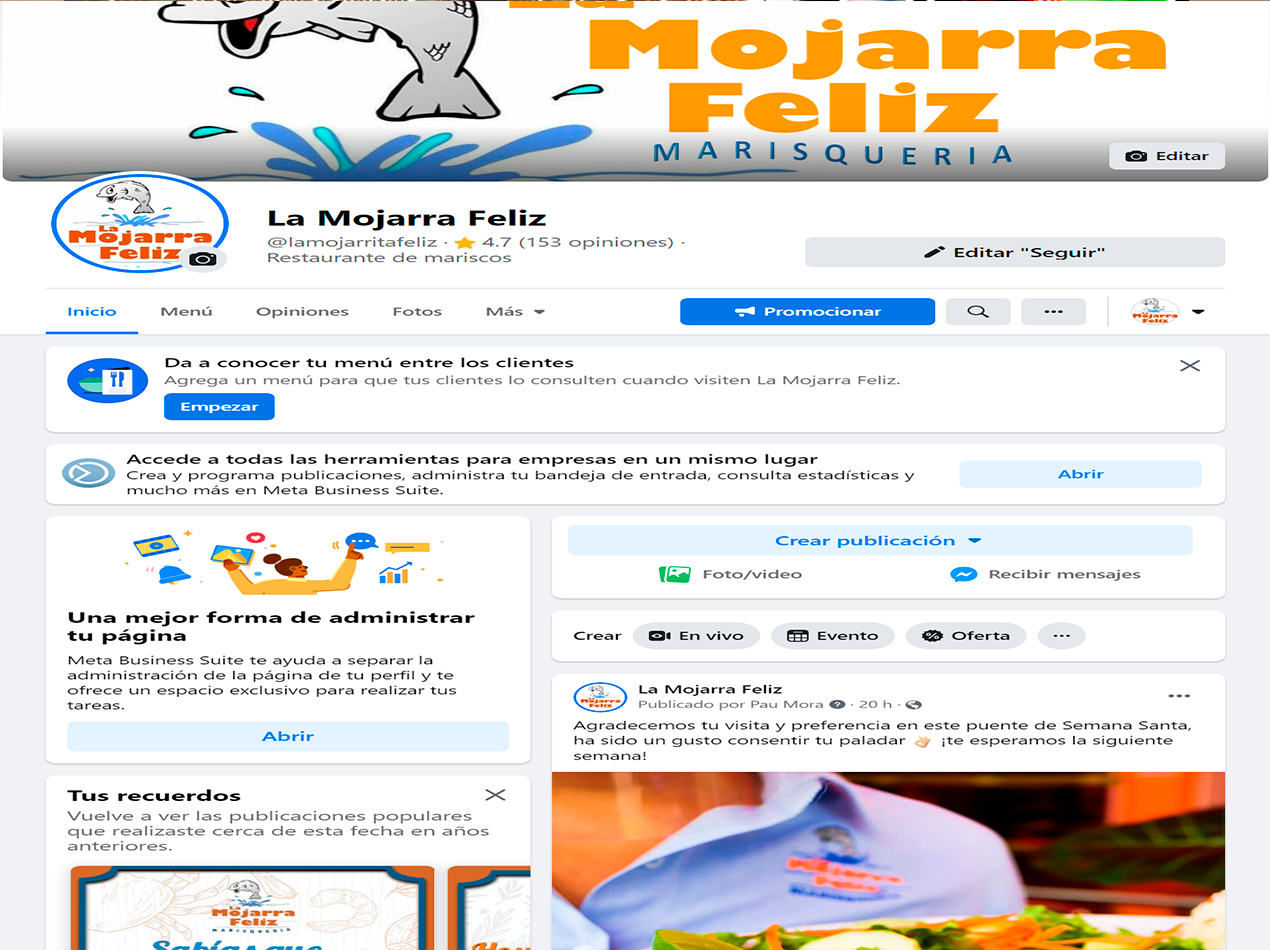 Mojarra
Feliz
MARISQUERIA
Editar
La
Mojarra
Feliz
La Mojarra Feliz
@lamojarritafeliz · 4.7 (153 opiniones) ·
Restaurante de mariscos
Editar "Seguir"
Inicio
Menú
Opiniones
Fotos
Más
Promocionar
Mojarra
Feliz
Da a conocer tu menú entre los clientes
Agrega un menú para que tus clientes lo consulten cuando visiten La Mojarra Feliz.
Empezar
Accede a todas las herramientas para empresas en un mismo lugar
Crea y programa publicaciones, administra tu bandeja de entrada, consulta estadísticas y
mucho más en Meta Business Suite.
Abrir
Una mejor forma de administrar
tu página
Meta Business Suite te ayuda a separar la
administración de la página de tu perfil y te
ofrece un espacio exclusivo para realizar tus
tareas.
Abrir
Tus recuerdos
Vuelve a ver las publicaciones populares
que realizaste cerca de esta fecha en años
anteriores.
La
Mojarra
Feliz
MARISQUERIA
Sabías que
Crear publicación
Foto/video
Recibir mensajes
Crear
En vivo
Evento
Oferta
Mojarra
Feliz
La Mojarra Feliz
Publicado por Pau Mora · 20 h ·
Agradecemos tu visita y preferencia en este puente de Semana Santa,
ha sido un gusto consentir tu paladar 👌🏻 ¡te esperamos la siguiente
semana!
Mojarra
Feliz